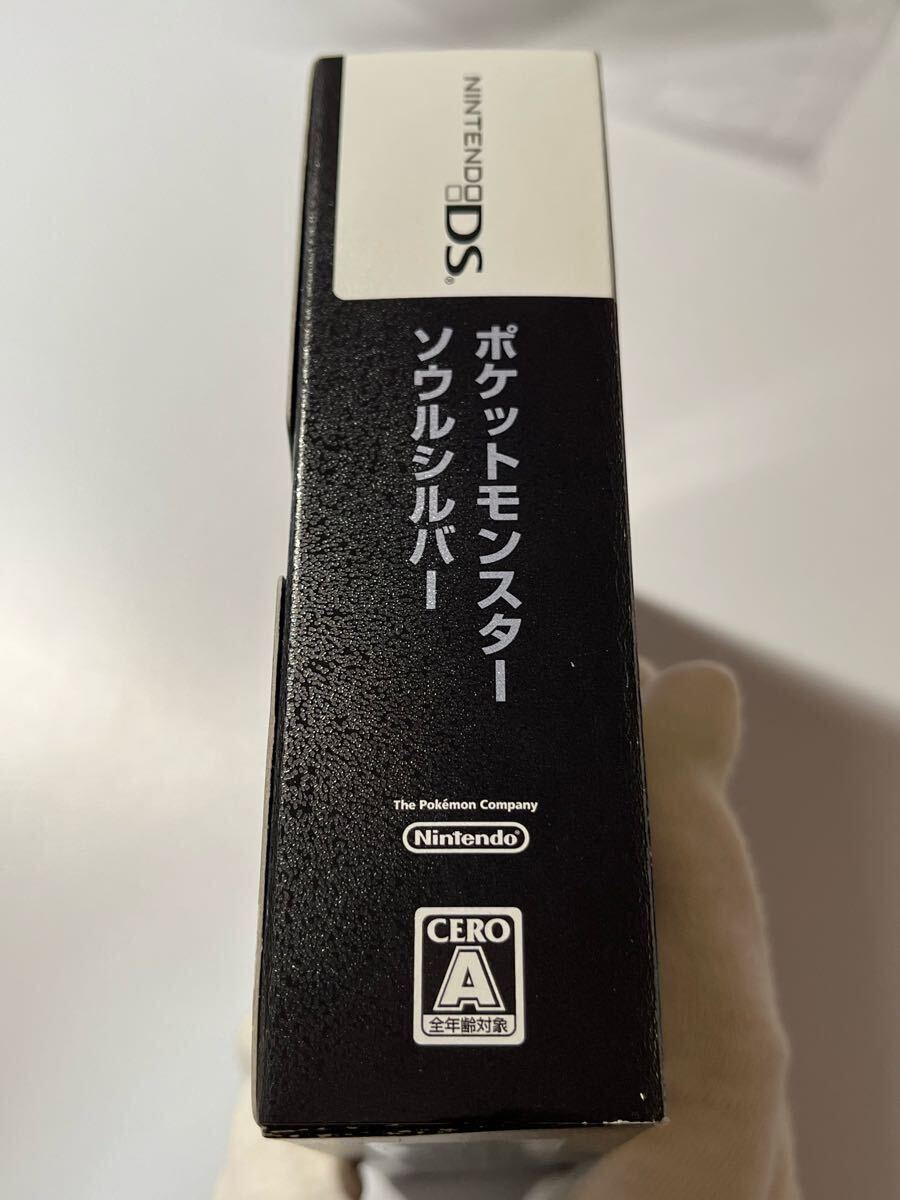 NINTENDO
DS®
ポケットモンスター
ソウルシルバー
The Pokémon Company
Nintendo®
CERO
A
全年齢対象